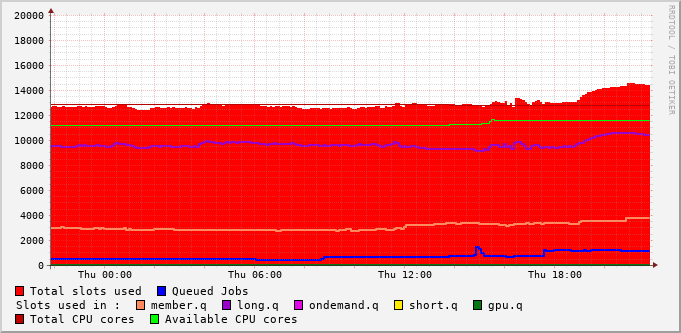 20000
18000
16000
14000
12000
10000
8000
6000
4000
2000
0
Thu 00:00 Thu 06:00 Thu 12:00 Thu 18:00
RRDTOOL / TOBI OETIKER
Total slots used Queued Jobs
Slots used in : member.q long.q ondemand.q short.q gpu.q
Total CPU cores Available CPU cores